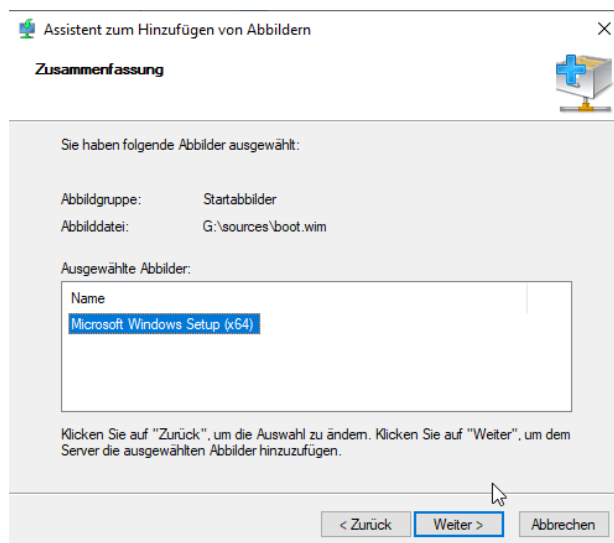 Assistent zum Hinzufügen von Abbildern
Zusammenfassung
Sie haben folgende Abbilder ausgewählt:
Abbildgruppe: Startabbilder
Abbilddatei: G:\sources\boot.wim
Ausgewählte Abbilder:
Name
Microsoft Windows Setup (x64)
Klicken Sie auf "Zurück", um die Auswahl zu ändern. Klicken Sie auf "Weiter", um dem
Server die ausgewählten Abbilder hinzuzufügen.
< Zurück Weiter > Abbrechen